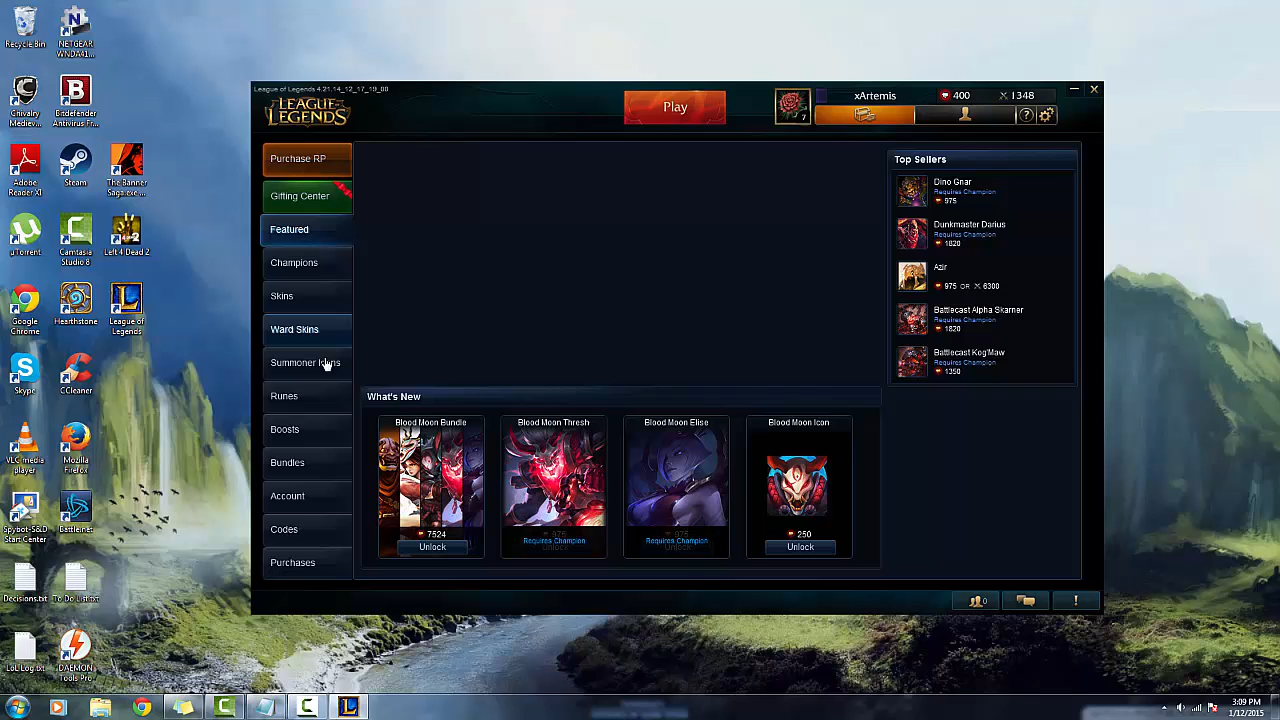 Recycle Bin
NETGEAR
WNDA41...
Chivalry
Mediev...
Bitdefender
Antivirus Fr...
Adobe
Reader XI
Steam
The Banner
Saga.exe ...
µTorrent
Camtasia
Studio 8
Left 4 Dead 2
Google
Chrome
Hearthstone
League of
Legends
Skype
CCleaner
VLC media
player
Mozilla
Firefox
Spybot-S&D
Start Center
Battle.net
Decisions.txt
To Do List.txt
LoL Log.txt
DAEMON
Tools Pro
League of Legends 4.21.14_12_17_19_00
LEAGUE
OF
LEGENDS
Play
7
xArtemis
400
1348
?
Purchase RP
Gifting Center
Featured
Champions
Skins
Ward Skins
Summoner Icons
Runes
Boosts
Bundles
Account
Codes
Purchases
Top Sellers
Dino Gnar
Requires Champion
975
Dunkmaster Darius
Requires Champion
1820
Azir
975 OR 6300
Battlecast Alpha Skarner
Requires Champion
1820
Battlecast Kog'Maw
Requires Champion
1350
What's New
Blood Moon Bundle
7524
Unlock
Blood Moon Thresh
975
Requires Champion
Unlock
Blood Moon Elise
975
Requires Champion
Unlock
Blood Moon Icon
250
Unlock
0
!
3:09 PM
1/12/2015